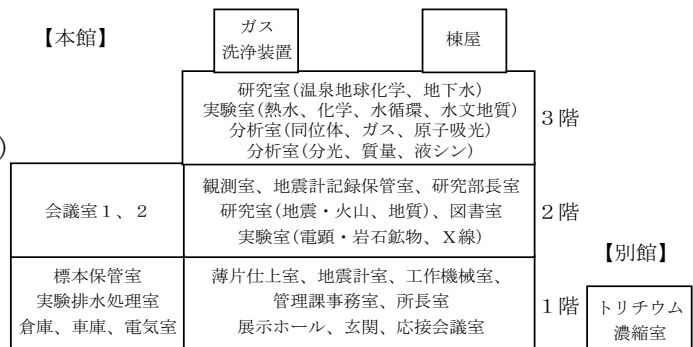 【本館】
ガス
洗浄装置
棟屋
研究室(温泉地球化学、地下水)
実験室(熱水、化学、水循環、水文地質)
分析室(同位体、ガス、原子吸光)
分析室(分光、質量、液シン)
3階
)
会議室1、2
観測室、地震計記録保管室、研究部長室
研究室(地震・火山、地質)、図書室
実験室(電顕・岩石鉱物、X線)
2階
標本保管室
実験排水処理室
倉庫、車庫、電気室
薄片仕上室、地震計室、工作機械室、
管理課事務室、所長室
展示ホール、玄関、応接会議室
1階
【別館】
トリチウム
濃縮室